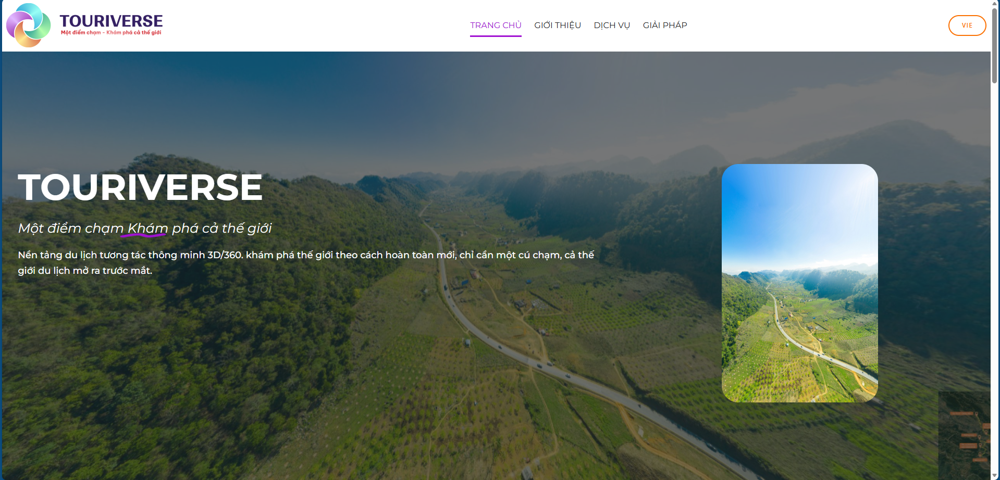 TOURIVERSE
Một điểm chạm - Khám phá cả thế giới
TRANG CHỦ
GIỚI THIỆU
DỊCH VỤ
GIẢI PHÁP
VIE
TOURIVERSE
Một điểm chạm Khám phá cả thế giới
Nền tảng du lịch tương tác thông minh 3D/360. khám phá thế giới theo cách hoàn toàn mới, chỉ cần một cú chạm, cả thế
giới du lịch mở ra trước mắt.